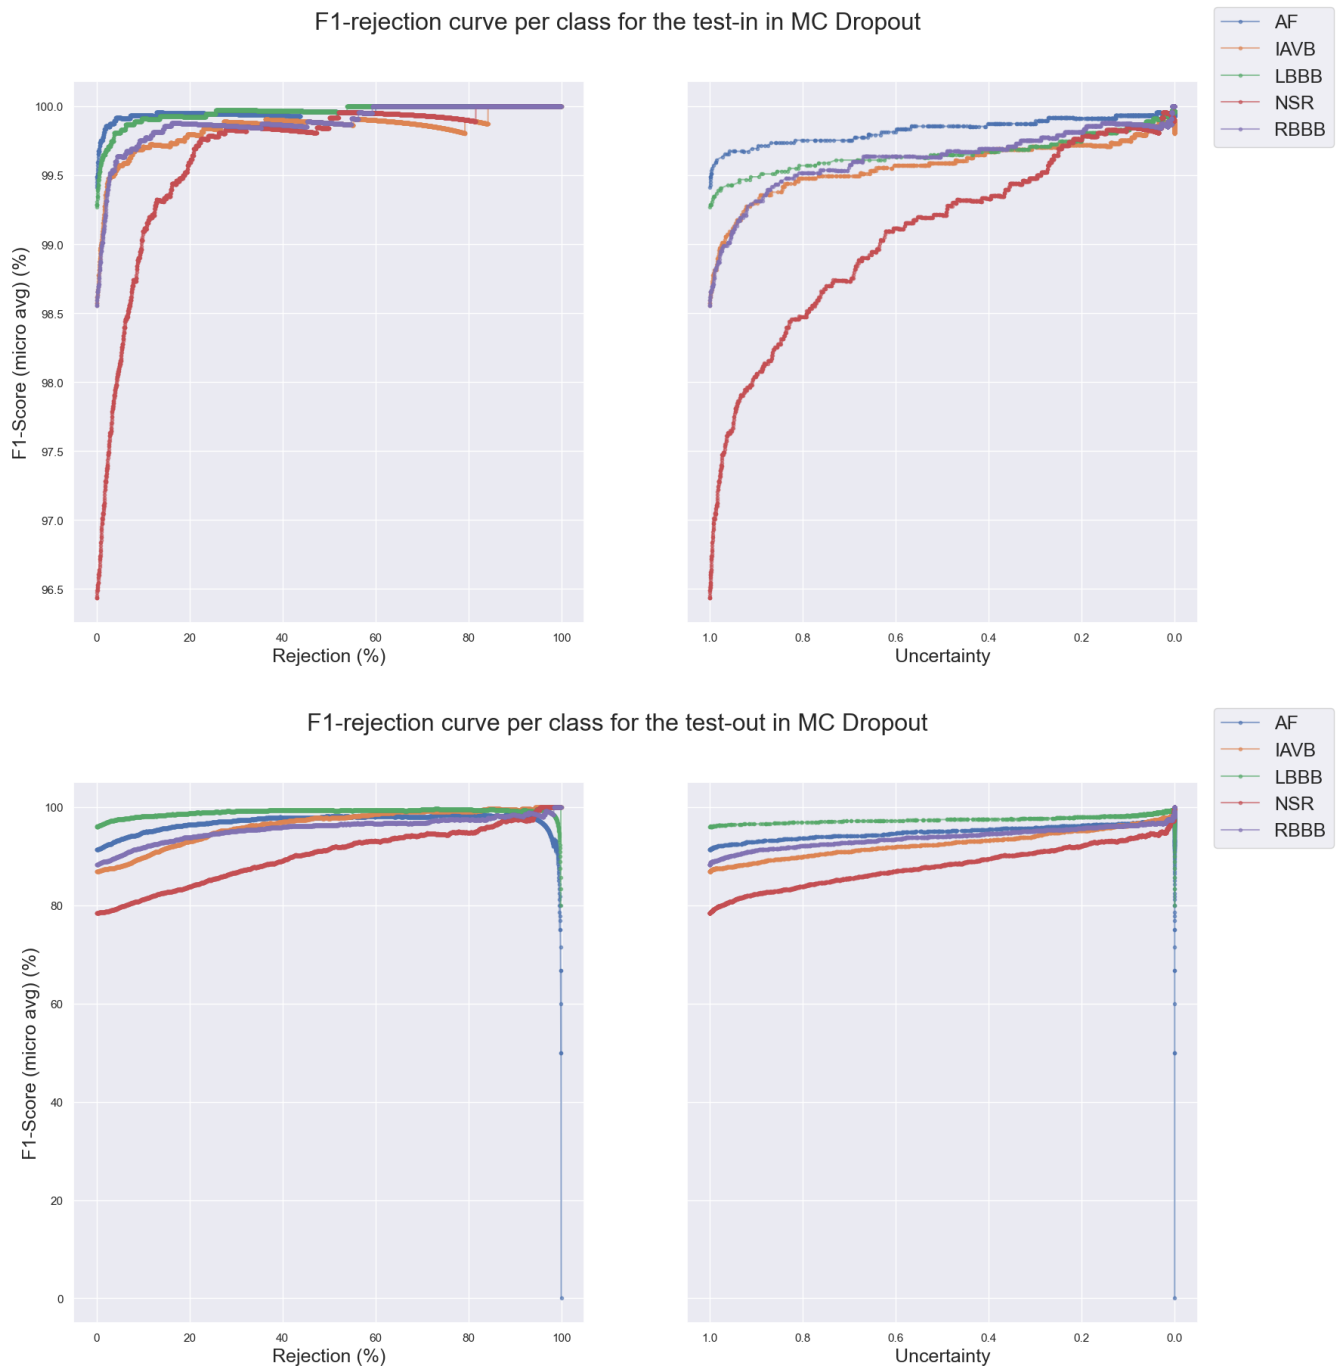 F1-rejection curve per class for the test-in in MC Dropout
AF
IAVB
LBBB
NSR
RBBB
F1-Score (micro avg) (%)
100.0
99.5
99.0
98.5
98.0
97.5
97.0
96.5
0 20 40 60 80 100
Rejection (%)
1.0 0.8 0.6 0.4 0.2 0.0
Uncertainty
F1-rejection curve per class for the test-out in MC Dropout
AF
IAVB
LBBB
NSR
RBBB
F1-Score (micro avg) (%)
100
80
60
40
20
0
0 20 40 60 80 100
Rejection (%)
1.0 0.8 0.6 0.4 0.2 0.0
Uncertainty